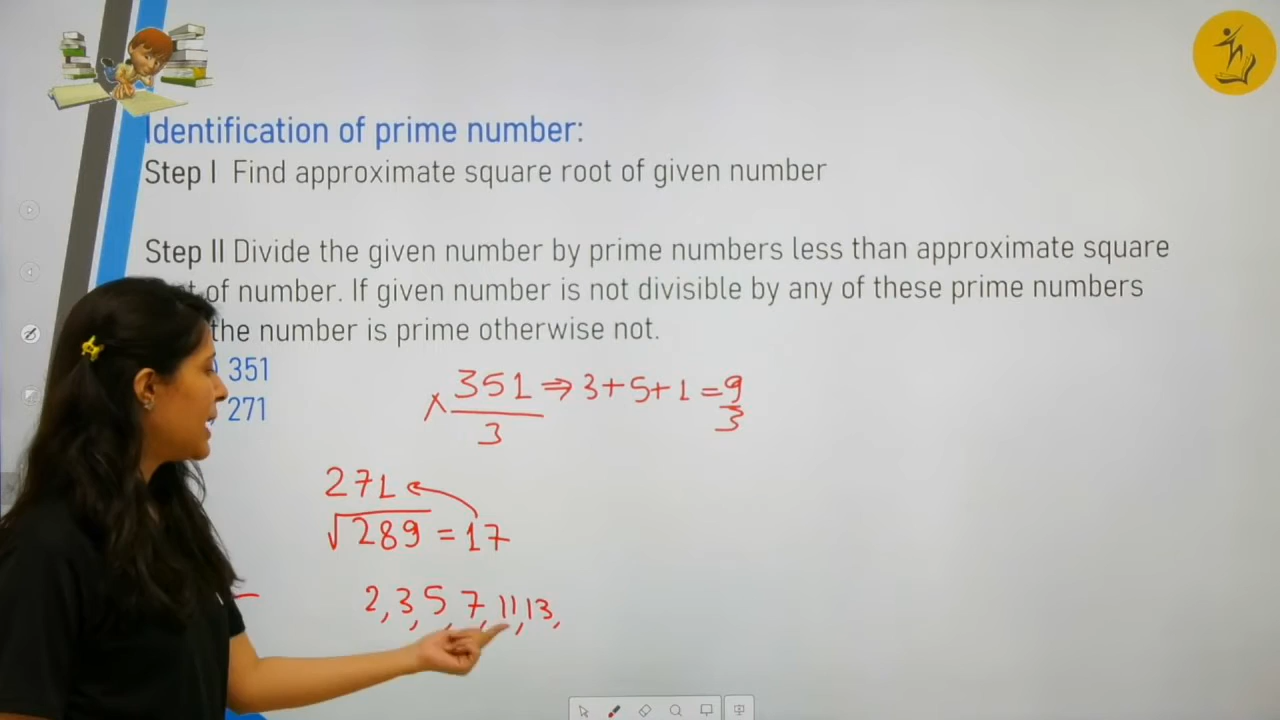 Identification of prime number:
Step I Find approximate square root of given number
Step II Divide the given number by prime numbers less than approximate square
of number. If given number is not divisible by any of these prime numbers
the number is prime otherwise not.
351
271
× 351 ⇒ 3+5+1 = 9
3 3
271
√289 = 17
2, 3, 5, 7, 11, 13,